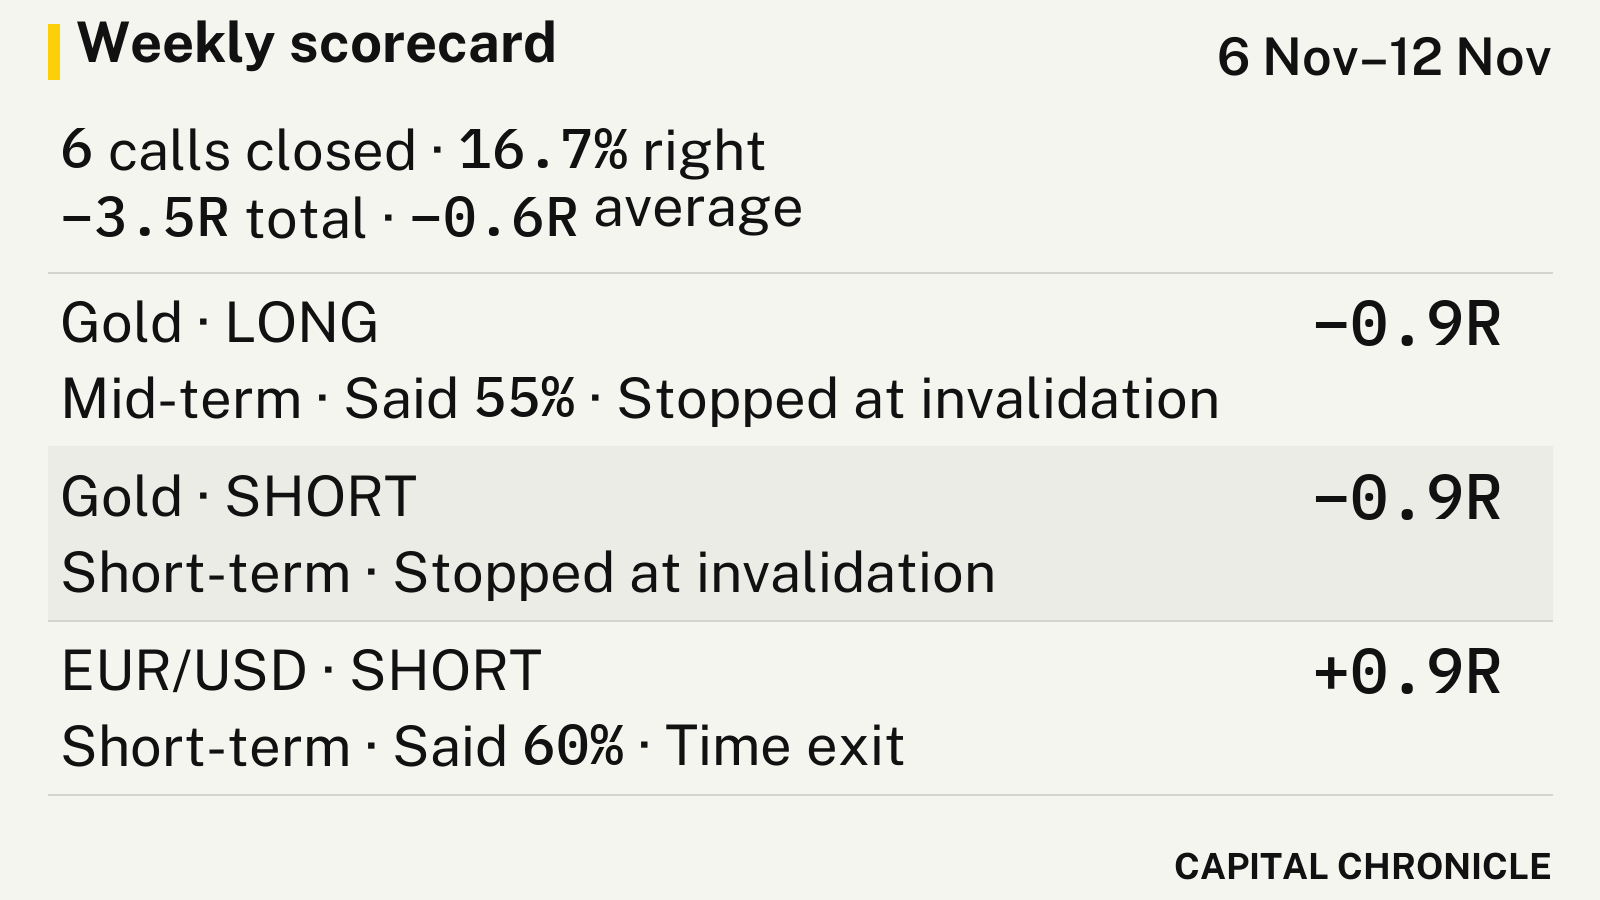 Weekly scorecard
6 Nov–12 Nov
6 calls closed · 16.7% right
−3.5R total · −0.6R average
Gold · LONG
−0.9R
Mid-term · Said 55% · Stopped at invalidation
Gold · SHORT
−0.9R
Short-term · Stopped at invalidation
EUR/USD · SHORT
+0.9R
Short-term · Said 60% · Time exit
CAPITAL CHRONICLE